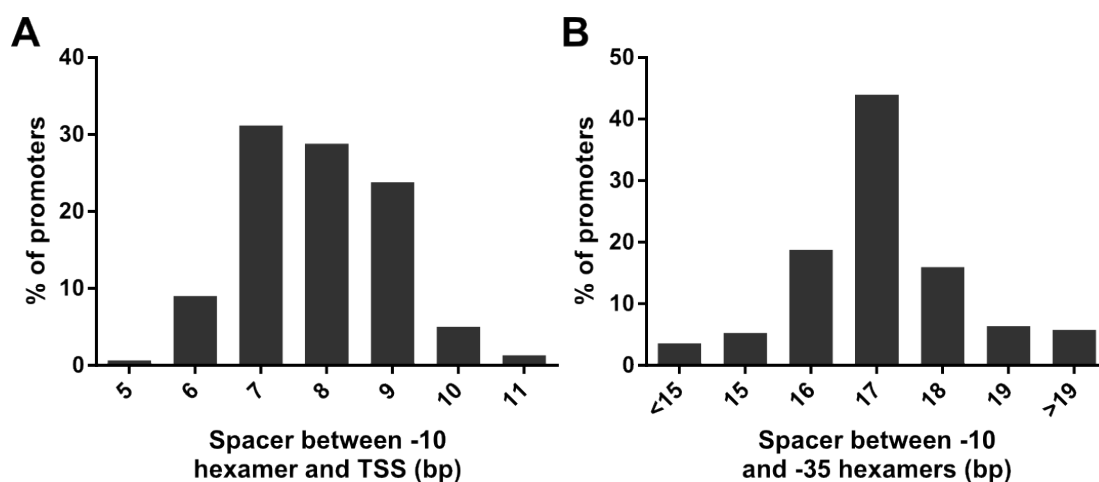 A
40
30
20
10
0
% of promoters
5 6 7 8 9 10 11
Spacer between -10
hexamer and TSS (bp)
B
50
40
30
20
10
0
% of promoters
<15 15 16 17 18 19 >19
Spacer between -10
and -35 hexamers (bp)